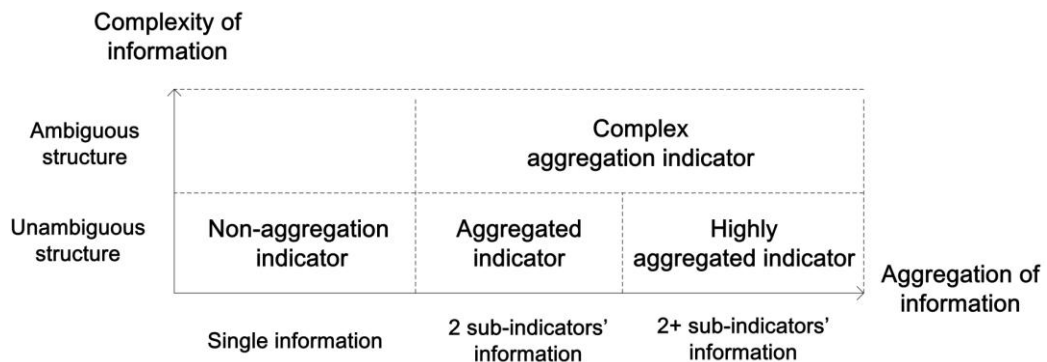 Complexity of
information
Ambiguous
structure
Complex
aggregation indicator
Unambiguous
structure
Non-aggregation
indicator
Aggregated
indicator
Highly
aggregated indicator
Aggregation of
information
Single information
2 sub-indicators’
information
2+ sub-indicators’
information